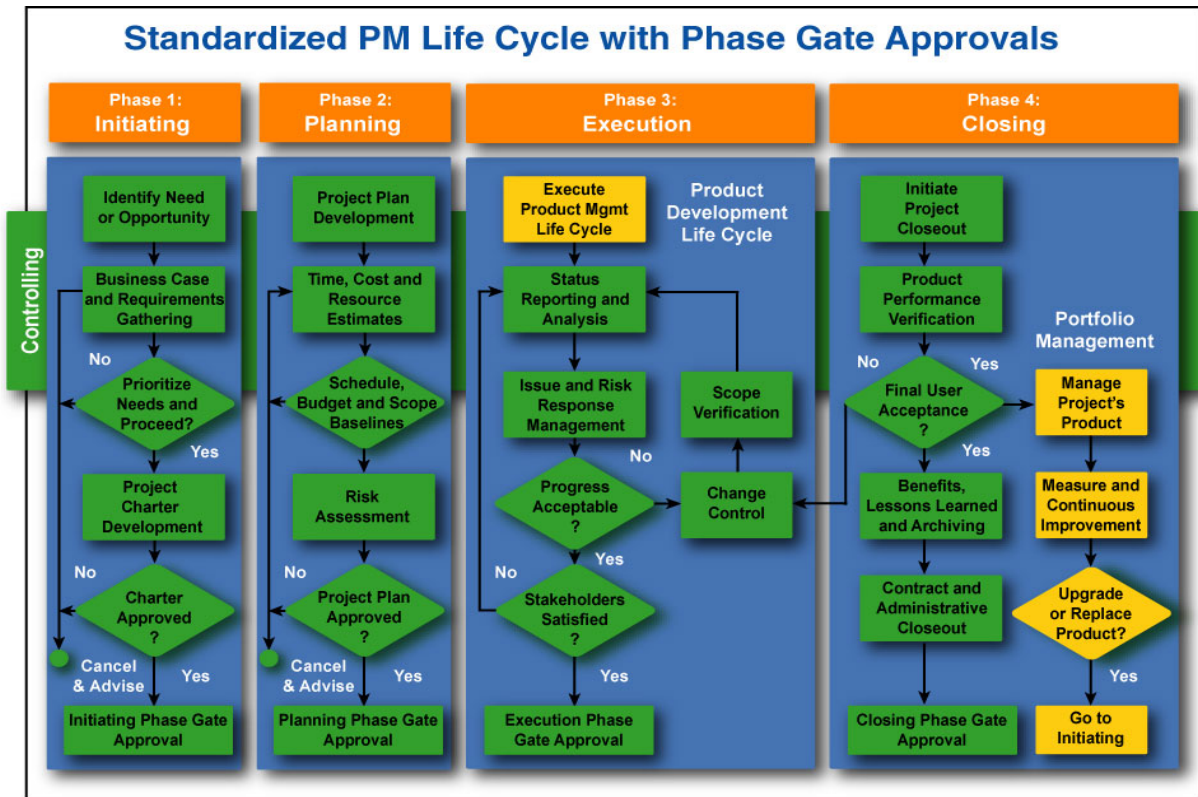 Standardized PM Life Cycle with Phase Gate Approvals
Phase 1:
Initiating
Phase 2:
Planning
Phase 3:
Execution
Phase 4:
Closing
Controlling
Identify Need
or Opportunity
Business Case
and Requirements
Gathering
No
Prioritize
Needs and
Proceed?
Yes
Project
Charter
Development
No
Charter
Approved
?
Cancel
& Advise
Yes
Initiating Phase Gate
Approval
Project Plan
Development
Time, Cost and
Resource
Estimates
Schedule,
Budget and Scope
Baselines
Risk
Assessment
No
Project Plan
Approved
?
Cancel
& Advise
Yes
Planning Phase Gate
Approval
Execute
Product Mgmt
Life Cycle
Product
Development
Life Cycle
Status
Reporting and
Analysis
Issue and Risk
Response
Management
Scope
Verification
No
Progress
Acceptable
?
Change
Control
Yes
No
Stakeholders
Satisfied
?
Yes
Execution Phase
Gate Approval
Initiate
Project
Closeout
Product
Performance
Verification
No
Yes
Final User
Acceptance
?
Yes
Benefits,
Lessons Learned
and Archiving
Contract and
Administrative
Closeout
Closing Phase Gate
Approval
Portfolio
Management
Manage
Project's
Product
Measure and
Continuous
Improvement
Upgrade
or Replace
Product?
Yes
Go to
Initiating